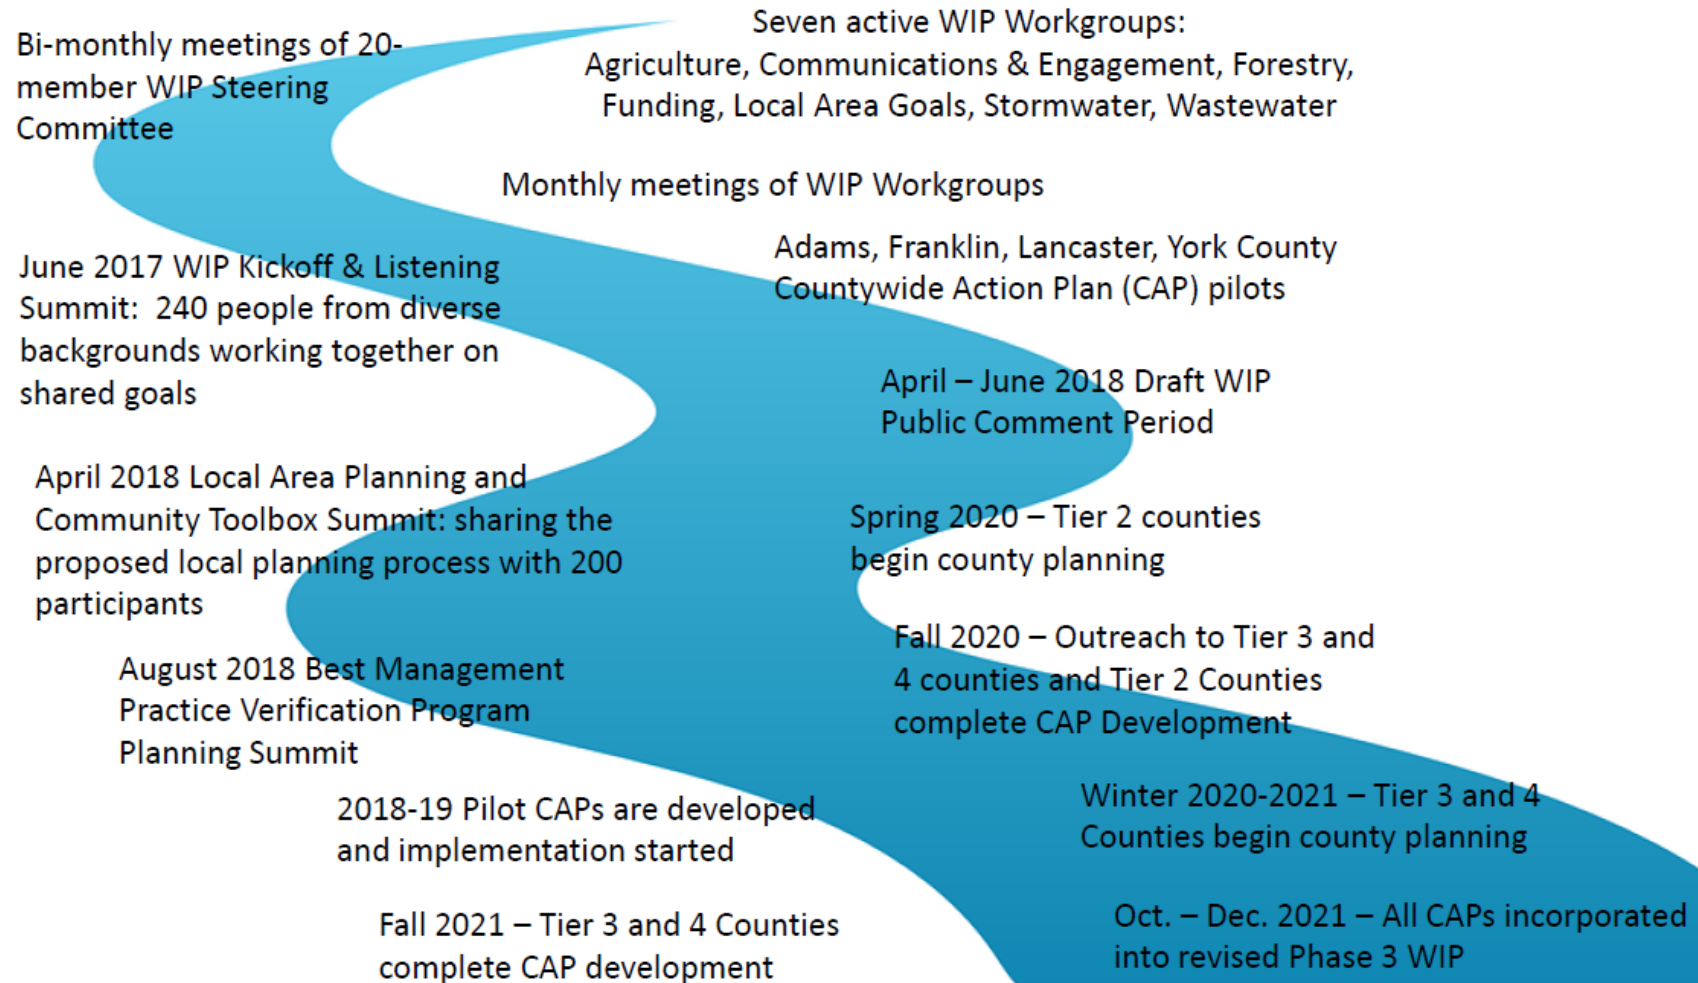 Bi-monthly meetings of 20-
member WIP Steering
Committee
Seven active WIP Workgroups:
Agriculture, Communications & Engagement, Forestry,
Funding, Local Area Goals, Stormwater, Wastewater
Monthly meetings of WIP Workgroups
June 2017 WIP Kickoff & Listening
Summit:  240 people from diverse
backgrounds working together on
shared goals
Adams, Franklin, Lancaster, York County
Countywide Action Plan (CAP) pilots
April – June 2018 Draft WIP
Public Comment Period
April 2018 Local Area Planning and
Community Toolbox Summit: sharing the
proposed local planning process with 200
participants
Spring 2020 – Tier 2 counties
begin county planning
August 2018 Best Management
Practice Verification Program
Planning Summit
Fall 2020 – Outreach to Tier 3 and
4 counties and Tier 2 Counties
complete CAP Development
2018-19 Pilot CAPs are developed
and implementation started
Winter 2020-2021 – Tier 3 and 4
Counties begin county planning
Fall 2021 – Tier 3 and 4 Counties
complete CAP development
Oct. – Dec. 2021 – All CAPs incorporated
into revised Phase 3 WIP